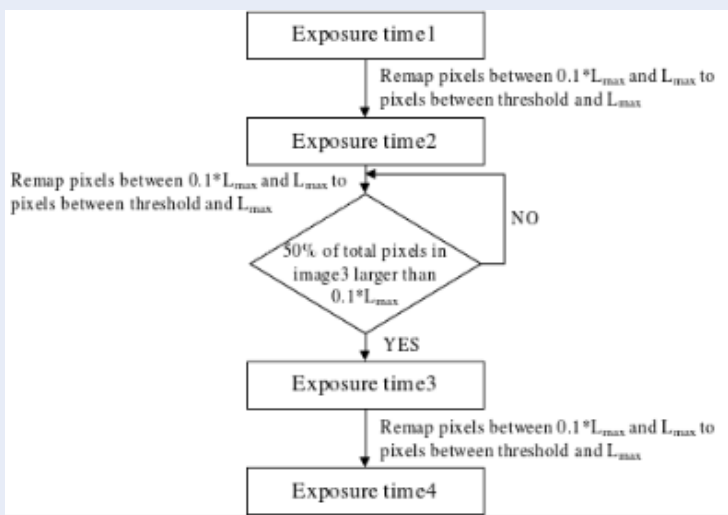 Exposure time1
Remap pixels between 0.1*Lmax and Lmax to
pixels between threshold and Lmax
Exposure time2
Remap pixels between 0.1*Lmax and Lmax to
pixels between threshold and Lmax
NO
50% of total pixels in
image3 larger than
0.1*Lmax
YES
Exposure time3
Remap pixels between 0.1*Lmax and Lmax to
pixels between threshold and Lmax
Exposure time4